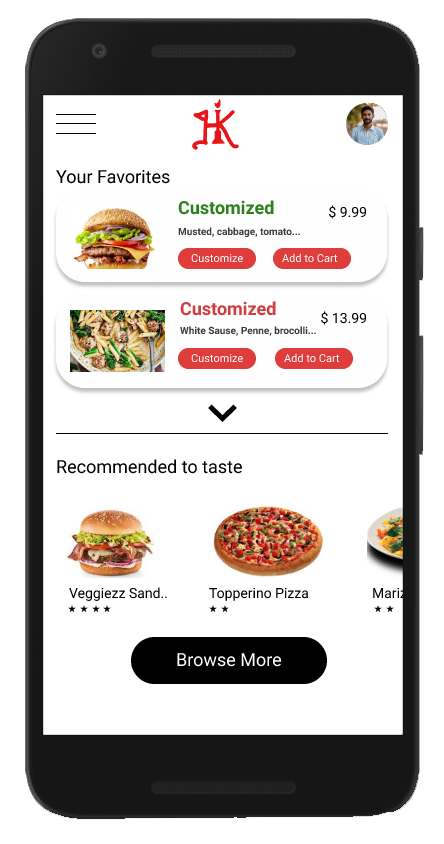 HK
Your Favorites
Customized
$ 9.99
Musted, cabbage, tomato...
Customize
Add to Cart
Customized
$ 13.99
White Sause, Penne, brocolli...
Customize
Add to Cart
Recommended to taste
Veggiezz Sand..
Topperino Pizza
Mariz
Browse More